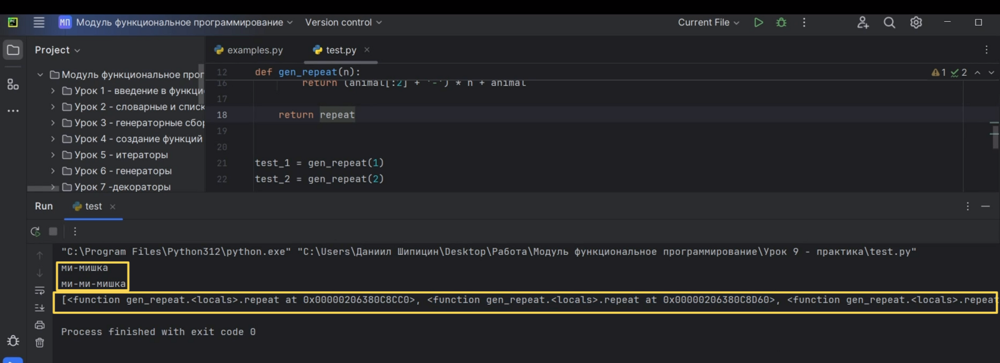 PC МП Модуль функциональное программирование Version control Current File
Project examples.py test.py
12 def gen_repeat(n): 1 2
Модуль функциональное прог
16 return (animal[:2] + '-') * n + animal
Урок 1 - введение в функци
17
Урок 2 - словарные и списк
18 return repeat
Урок 3 - генераторные сбор
19
Урок 4 - создание функций
20
Урок 5 - итераторы
21 test_1 = gen_repeat(1)
Урок 6 - генераторы
22 test_2 = gen_repeat(2)
Урок 7 -декораторы
Run test
"C:\Program Files\Python312\python.exe" "C:\Users\Даниил Шипицин\Desktop\Работа\Модуль функциональное программирование\Урок 9 - практика\test.py"
ми-мишка
ми-ми-мишка
[<function gen_repeat.<locals>.repeat at 0x00000206380C8CC0>, <function gen_repeat.<locals>.repeat at 0x00000206380C8D60>, <function gen_repeat.<locals>.repeat
Process finished with exit code 0